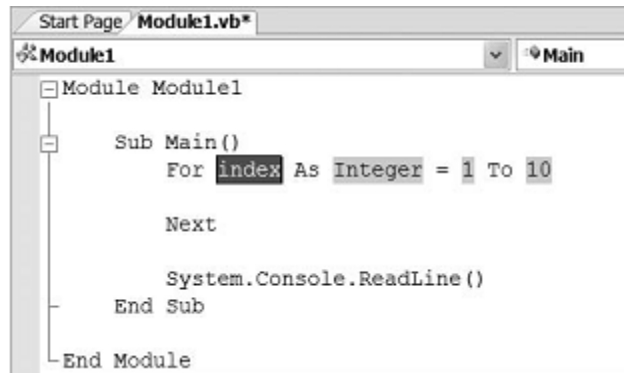 Start Page Module1.vb*
Module1 Main
Module Module1
Sub Main()
For index As Integer = 1 To 10
Next
System.Console.ReadLine()
End Sub
End Module